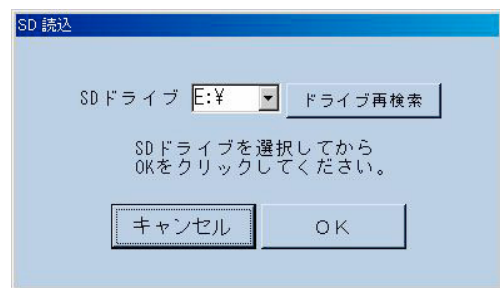 SD 読込
SDドライブ E:¥ ドライブ再検索
SDドライブを選択してから
OKをクリックしてください。
キャンセル OK